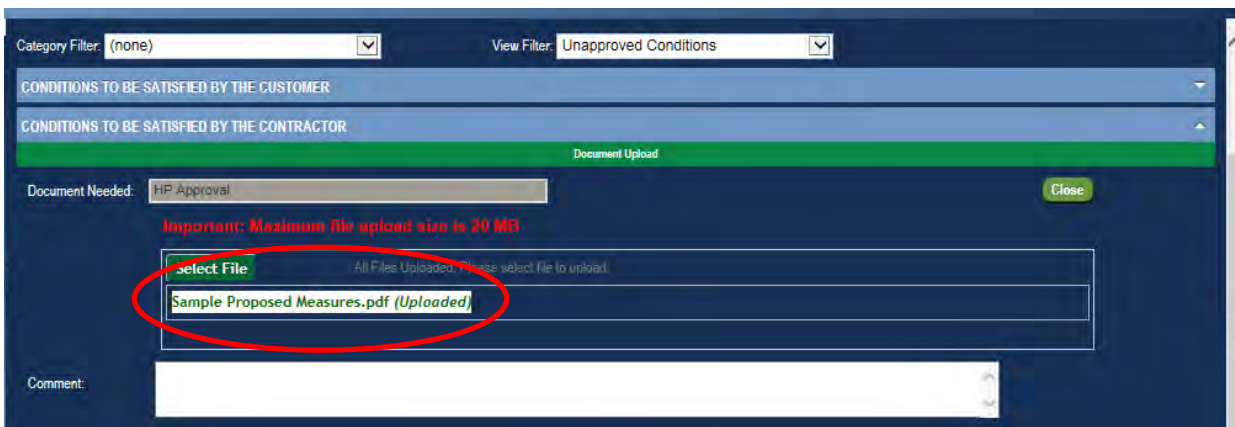 Category Filter: (none) View Filter: Unapproved Conditions
CONDITIONS TO BE SATISFIED BY THE CUSTOMER
CONDITIONS TO BE SATISFIED BY THE CONTRACTOR
Document Upload
Document Needed: HP Approval Close
Important: Maximum file upload size is 20 MB
Select File All Files Uploaded. Please select file to upload.
Sample Proposed Measures.pdf (Uploaded)
Comment: